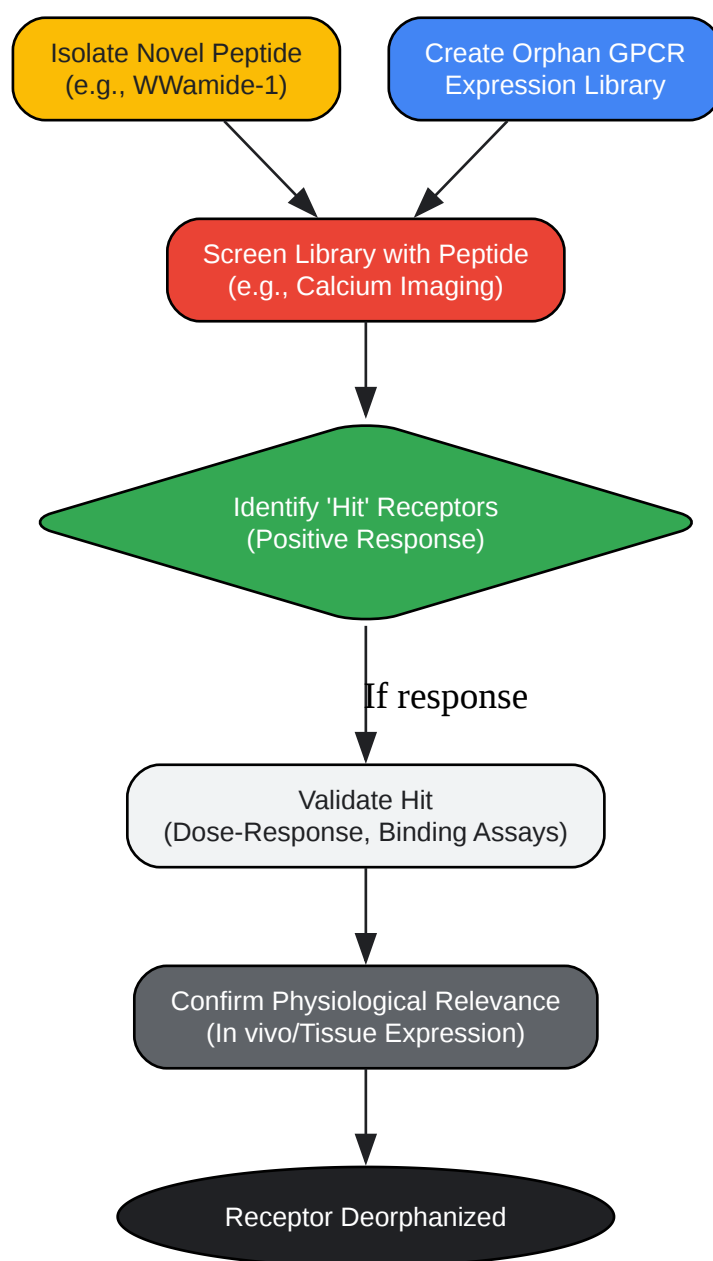 Isolate Novel Peptide
(e.g., WWamide-1)
Create Orphan GPCR
Expression Library
Screen Library with Peptide
(e.g., Calcium Imaging)
Identify 'Hit' Receptors
(Positive Response)
If response
Validate Hit
(Dose-Response, Binding Assays)
Confirm Physiological Relevance
(In vivo/Tissue Expression)
Receptor Deorphanized